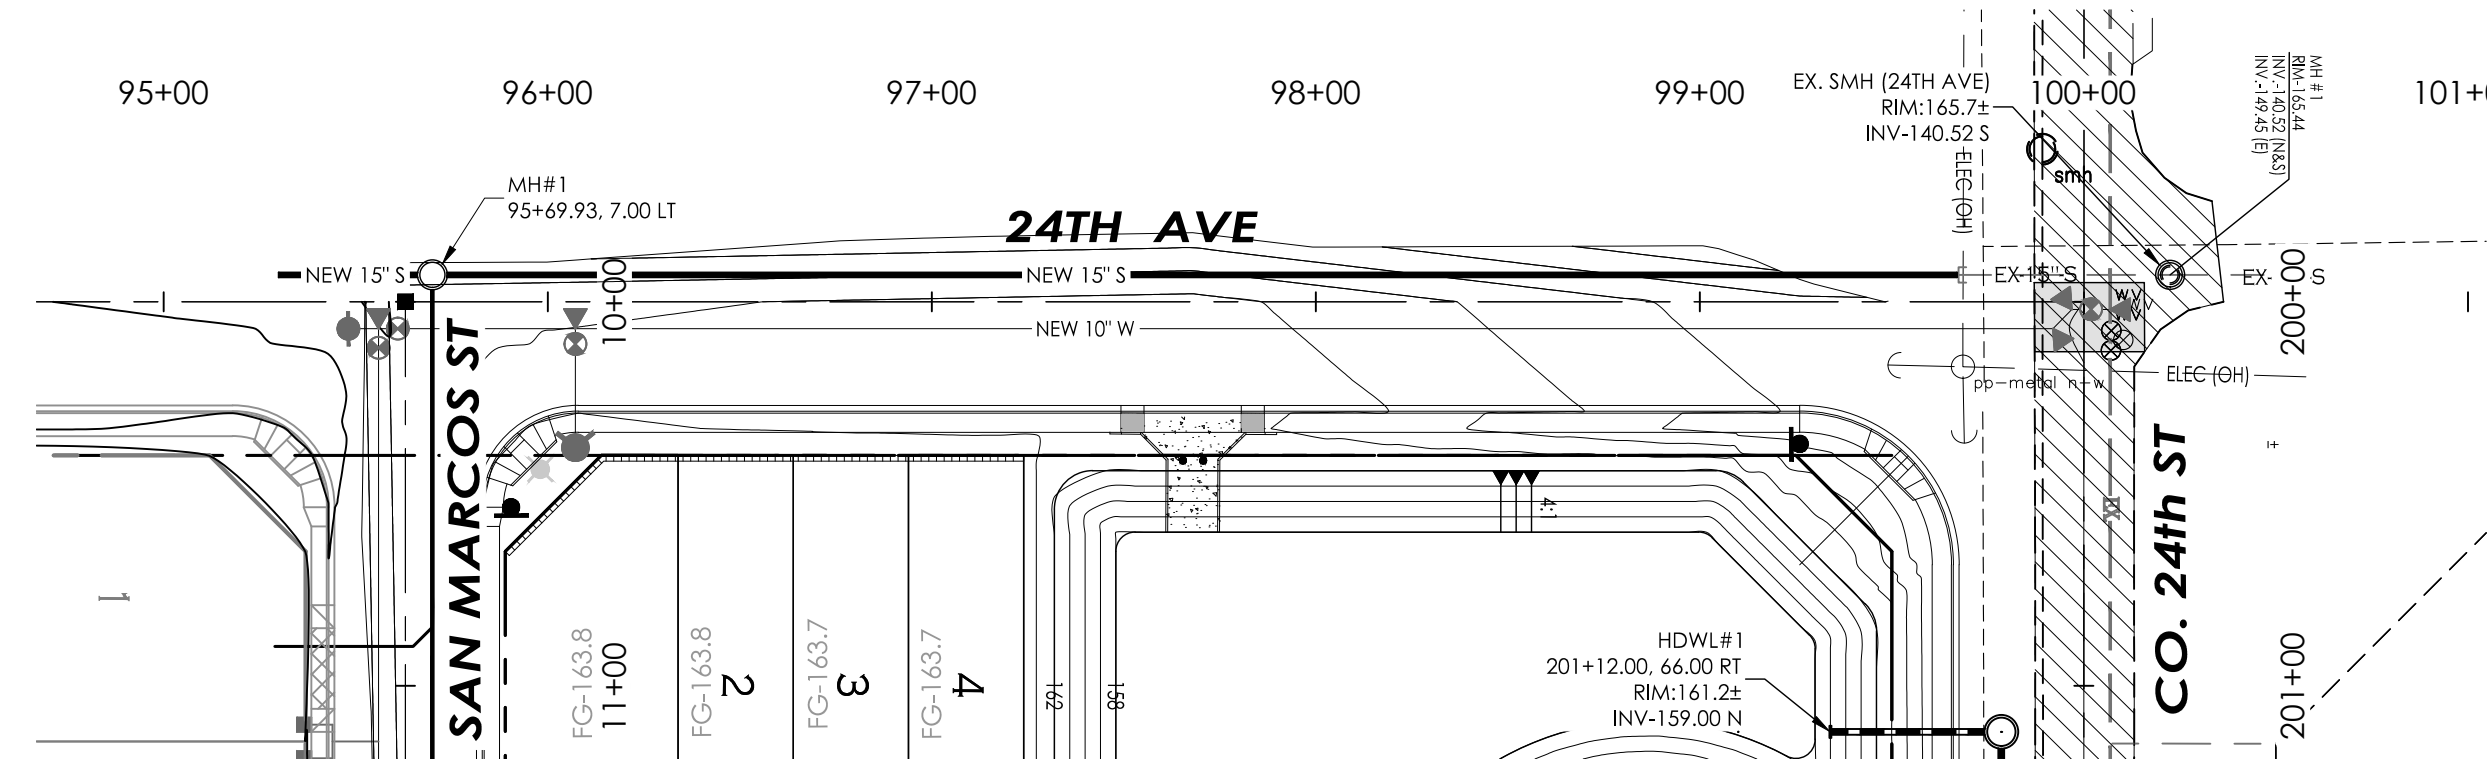 95+00
96+00
97+00
98+00
99+00
100+00
EX. SMH (24TH AVE)
RIM:165.7±
INV-140.52 S
MH #1
RIM-165.44
INV.-140.52 (N&S)
INV.-149.45 (E)
ELEC (OH)
smh
MH#1
95+69.93, 7.00 LT
24TH AVE
NEW 15" S
NEW 15" S
EX-15"-S
EX-
S
10+00
200+00
NEW 10" W
WV
ELEC (OH)
pp-metal n-w
SAN MARCOS ST
CO. 24th ST
EX
4:1
1
FG-163.8
11+00
FG-163.8
2
FG-163.7
3
FG-163.7
4
162
158
HDWL#1
201+12.00, 66.00 RT
RIM:161.2±
INV-159.00 N
201+00